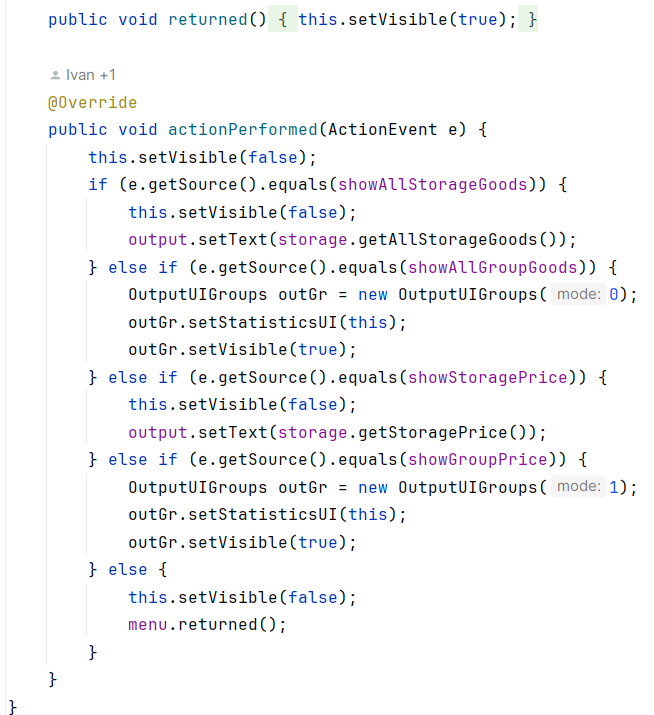 public void returned() { this.setVisible(true); }
Ivan +1
@Override
public void actionPerformed(ActionEvent e) {
this.setVisible(false);
if (e.getSource().equals(showAllStorageGoods)) {
this.setVisible(false);
output.setText(storage.getAllStorageGoods());
} else if (e.getSource().equals(showAllGroupGoods)) {
OutputUIGroups outGr = new OutputUIGroups( mode: 0);
outGr.setStatisticsUI(this);
outGr.setVisible(true);
} else if (e.getSource().equals(showStoragePrice)) {
this.setVisible(false);
output.setText(storage.getStoragePrice());
} else if (e.getSource().equals(showGroupPrice)) {
OutputUIGroups outGr = new OutputUIGroups( mode: 1);
outGr.setStatisticsUI(this);
outGr.setVisible(true);
} else {
this.setVisible(false);
menu.returned();
}
}
}